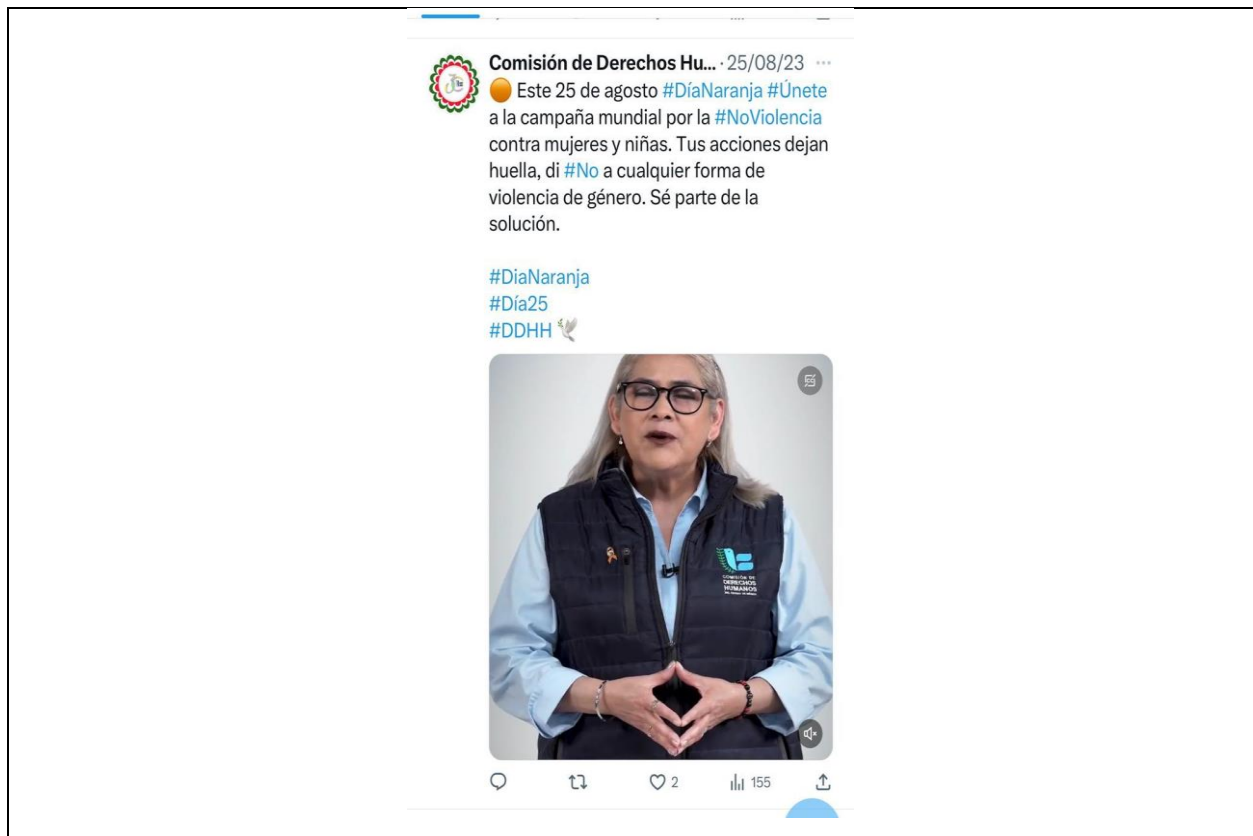 Comisión de Derechos Hu... · 25/08/23 ···
Este 25 de agosto #DíaNaranja #Únete
a la campaña mundial por la #NoViolencia
contra mujeres y niñas. Tus acciones dejan
huella, di #No a cualquier forma de
violencia de género. Sé parte de la
solución.
#DiaNaranja
#Día25
#DDHH
COMISIÓN DE
DERECHOS
HUMANOS
2
155